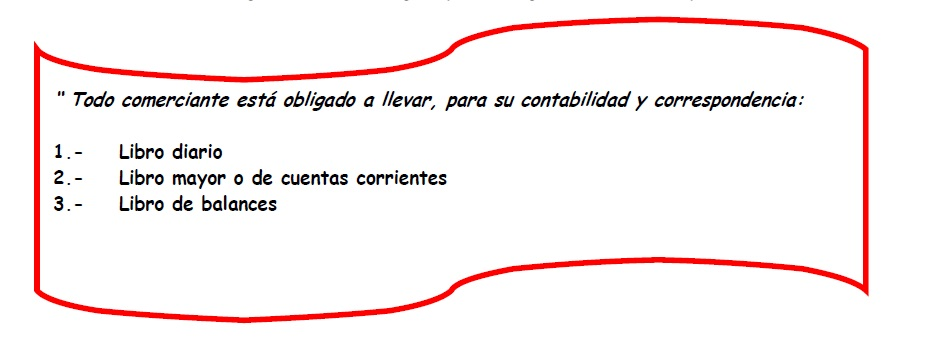 " Todo comerciante está obligado a llevar, para su contabilidad y correspondencia:
1.- Libro diario
2.- Libro mayor o de cuentas corrientes
3.- Libro de balances